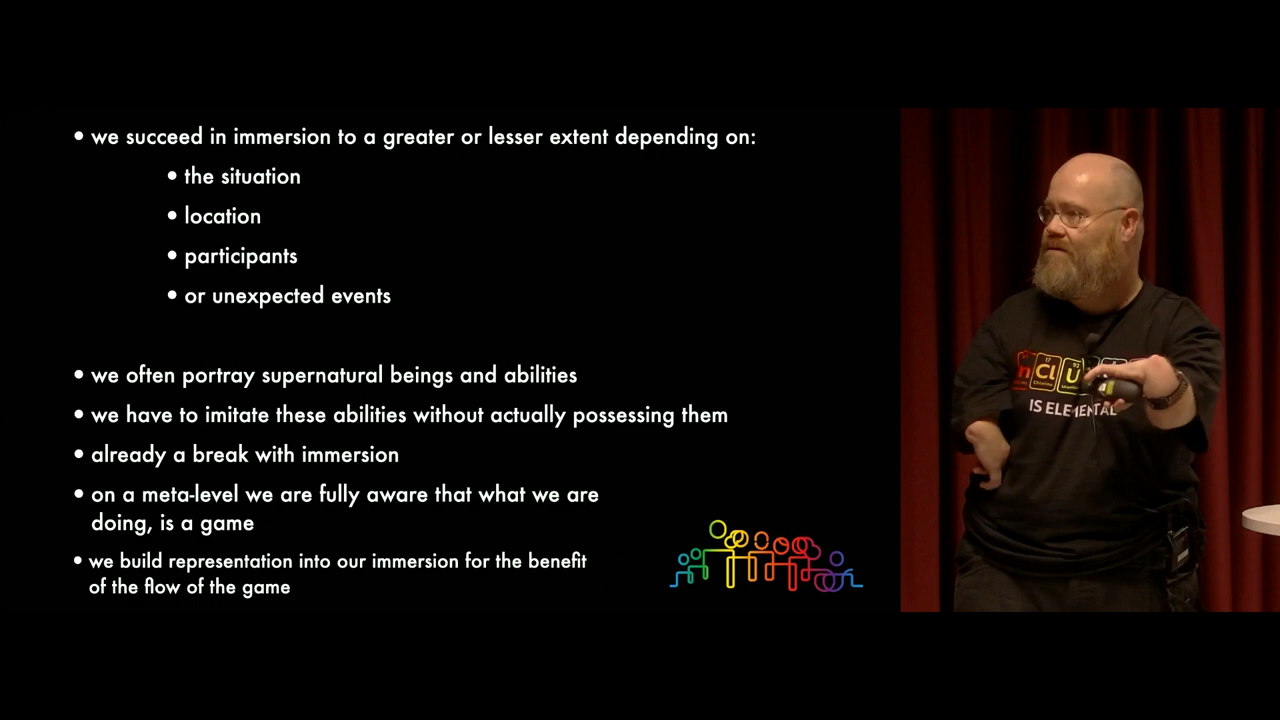 • we succeed in immersion to a greater or lesser extent depending on:
• the situation
• location
• participants
• or unexpected events
• we often portray supernatural beings and abilities
• we have to imitate these abilities without actually possessing them
• already a break with immersion
• on a meta-level we are fully aware that what we are
doing, is a game
• we build representation into our immersion for the benefit
of the flow of the game
17
nClU
Chlorine
IS ELEMENTAL